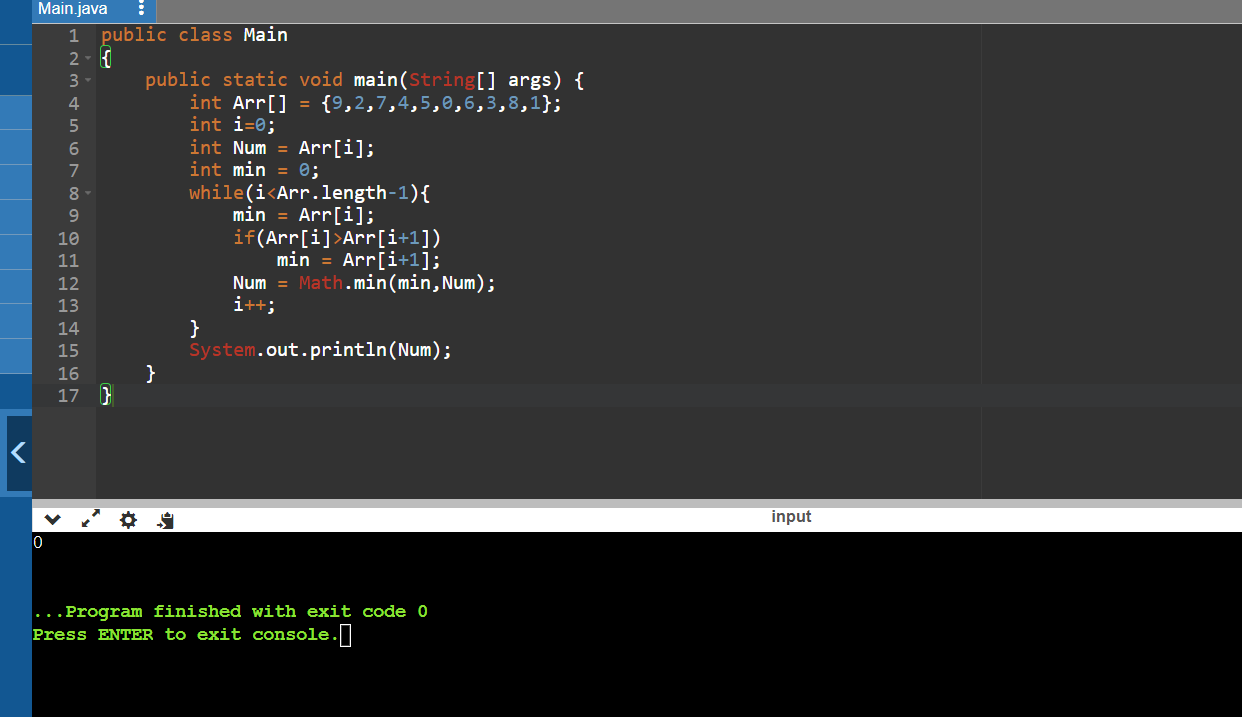 Main.java
1 public class Main
2 {
3     public static void main(String[] args) {
4         int Arr[] = {9,2,7,4,5,0,6,3,8,1};
5         int i=0;
6         int Num = Arr[i];
7         int min = 0;
8         while(i<Arr.length-1){
9             min = Arr[i];
10             if(Arr[i]>Arr[i+1])
11                 min = Arr[i+1];
12             Num = Math.min(min,Num);
13             i++;
14         }
15         System.out.println(Num);
16     }
17 }
input
0
...Program finished with exit code 0
Press ENTER to exit console.